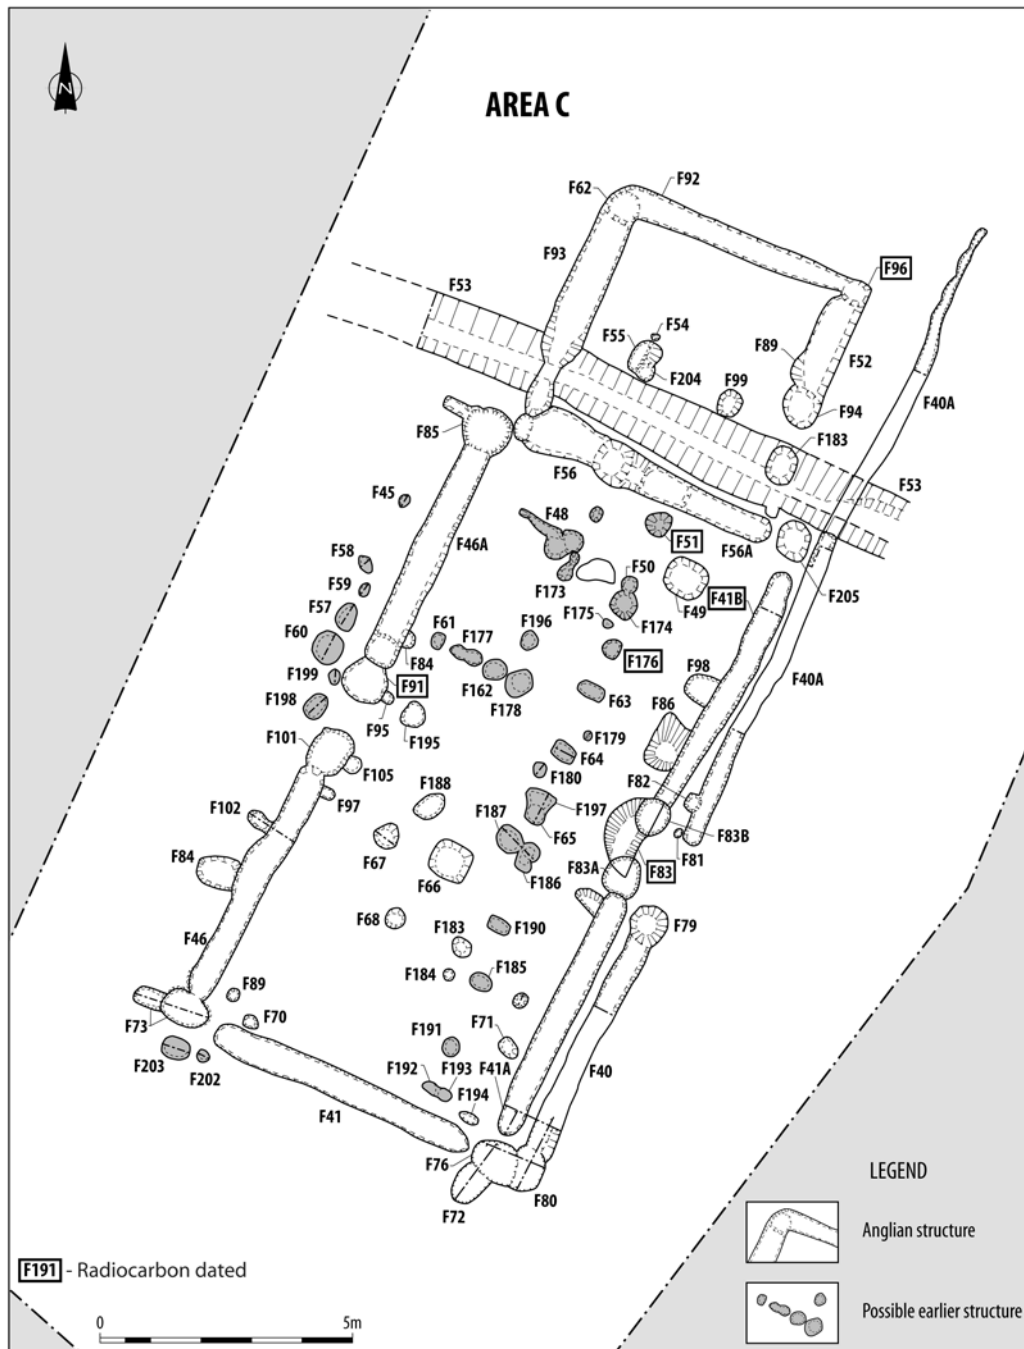 N
AREA C
F92
F62
F93
F96
F53
F54
F55
F89
F52
F204
F99
F94
F40A
F85
F183
F56
F53
F45
F48
F46A
F51
F56A
F58
F50
F59
F173
F49
F41B
F205
F57
F175
F174
F61
F196
F60
F177
F84
F176
F98
F199
F91
F162
F63
F40A
F198
F178
F86
F95
F101
F195
F179
F64
F105
F180
F82
F188
F97
F102
F187
F197
F67
F65
F83B
F81
F84
F66
F186
F83A
F83
F68
F190
F79
F183
F46
F184
F185
F89
F73
F70
F191
F71
F203
F202
F192
F193
F41A
F40
F194
F41
F76
F80
F72
LEGEND
Anglian structure
F191 - Radiocarbon dated
Possible earlier structure
0 5m